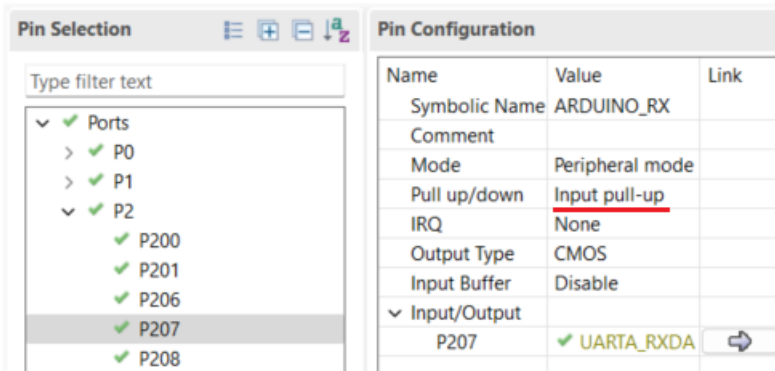 Pin Selection
Type filter text
Ports
P0
P1
P2
P200
P201
P206
P207
P208
Pin Configuration
Name Value Link
Symbolic Name ARDUINO_RX
Comment
Mode Peripheral mode
Pull up/down Input pull-up
IRQ None
Output Type CMOS
Input Buffer Disable
Input/Output
P207 UARTA_RXDA